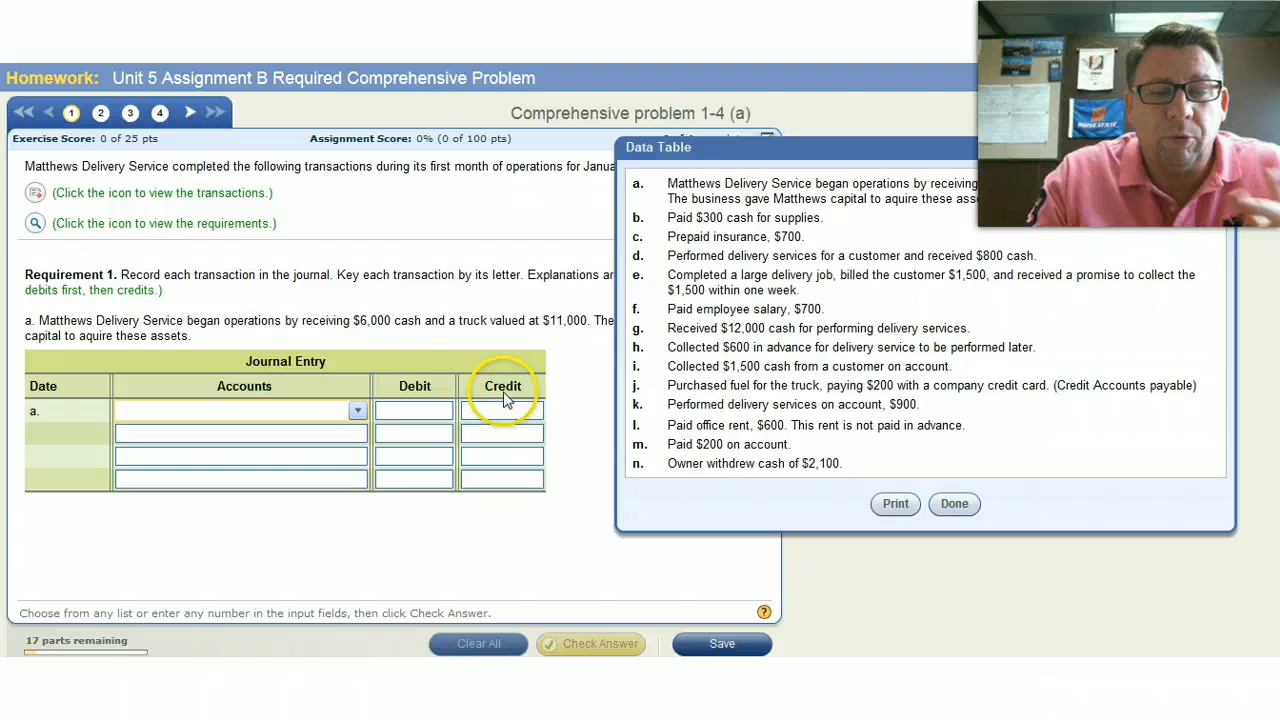 Homework: Unit 5 Assignment B Required Comprehensive Problem
1 2 3 4
Comprehensive problem 1-4 (a)
Exercise Score: 0 of 25 pts Assignment Score: 0% (0 of 100 pts)
Matthews Delivery Service completed the following transactions during its first month of operations for Janua
(Click the icon to view the transactions.)
(Click the icon to view the requirements.)
Requirement 1. Record each transaction in the journal. Key each transaction by its letter. Explanations ar
debits first, then credits.)
a. Matthews Delivery Service began operations by receiving $6,000 cash and a truck valued at $11,000. The
capital to aquire these assets.
Journal Entry
Date Accounts Debit Credit
a.
Choose from any list or enter any number in the input fields, then click Check Answer.
?
17 parts remaining
Clear All Check Answer Save
Data Table
a. Matthews Delivery Service began operations by receiving
The business gave Matthews capital to aquire these asse
b. Paid $300 cash for supplies.
c. Prepaid insurance, $700.
d. Performed delivery services for a customer and received $800 cash.
e. Completed a large delivery job, billed the customer $1,500, and received a promise to collect the
$1,500 within one week.
f. Paid employee salary, $700.
g. Received $12,000 cash for performing delivery services.
h. Collected $600 in advance for delivery service to be performed later.
i. Collected $1,500 cash from a customer on account.
j. Purchased fuel for the truck, paying $200 with a company credit card. (Credit Accounts payable)
k. Performed delivery services on account, $900.
l. Paid office rent, $600. This rent is not paid in advance.
m. Paid $200 on account.
n. Owner withdrew cash of $2,100.
Print Done
BOISE STATE